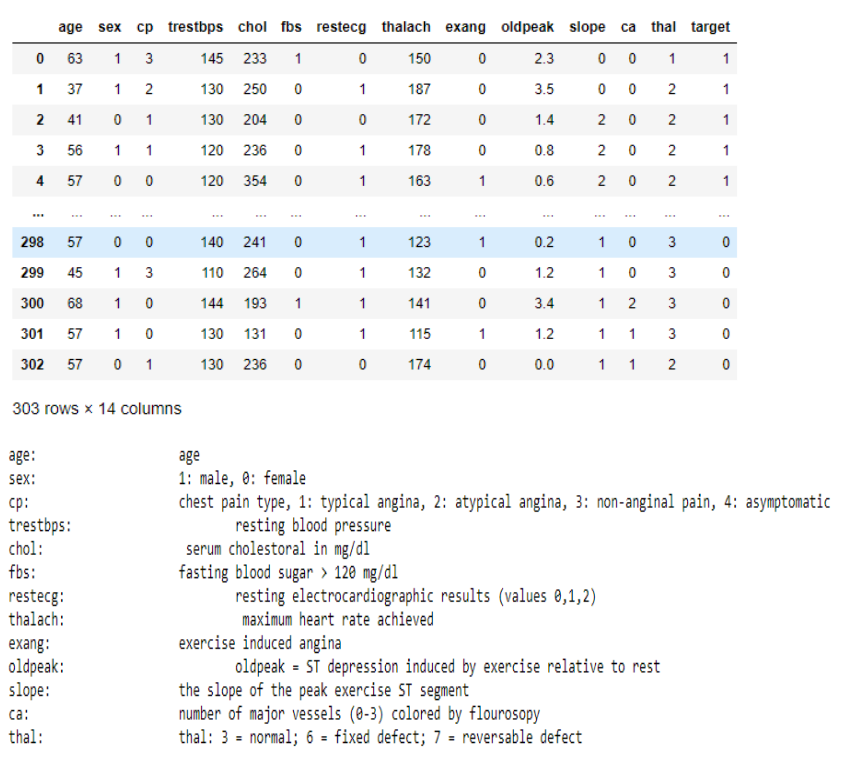 age sex cp trestbps chol fbs restecg thalach exang oldpeak slope ca thal target
0 63 1 3 145 233 1 0 150 0 2.3 0 0 1 1
1 37 1 2 130 250 0 1 187 0 3.5 0 0 2 1
2 41 0 1 130 204 0 0 172 0 1.4 2 0 2 1
3 56 1 1 120 236 0 1 178 0 0.8 2 0 2 1
4 57 0 0 120 354 0 1 163 1 0.6 2 0 2 1
... ... ... ... ... ... ... ... ... ... ... ... ... ... ...
298 57 0 0 140 241 0 1 123 1 0.2 1 0 3 0
299 45 1 3 110 264 0 1 132 0 1.2 1 0 3 0
300 68 1 0 144 193 1 1 141 0 3.4 1 2 3 0
301 57 1 0 130 131 0 1 115 1 1.2 1 1 3 0
302 57 0 1 130 236 0 0 174 0 0.0 1 1 2 0
303 rows × 14 columns
age: age
sex: 1: male, 0: female
cp: chest pain type, 1: typical angina, 2: atypical angina, 3: non-anginal pain, 4: asymptomatic
trestbps: resting blood pressure
chol: serum cholestoral in mg/dl
fbs: fasting blood sugar > 120 mg/dl
restecg: resting electrocardiographic results (values 0,1,2)
thalach: maximum heart rate achieved
exang: exercise induced angina
oldpeak: oldpeak = ST depression induced by exercise relative to rest
slope: the slope of the peak exercise ST segment
ca: number of major vessels (0-3) colored by flourosopy
thal: thal: 3 = normal; 6 = fixed defect; 7 = reversable defect